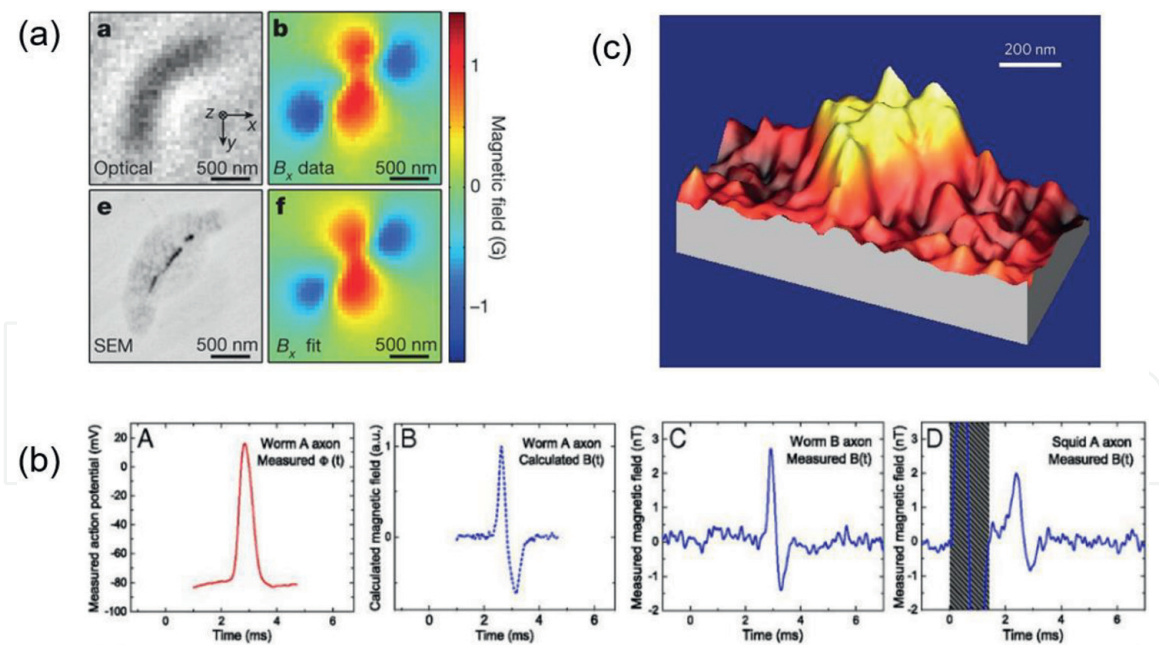 (a)
a
z
x
y
Optical
500 nm
b
Bx data
500 nm
e
SEM
500 nm
f
Bx fit
500 nm
1
0
−1
Magnetic field (G)
(c)
200 nm
(b)
A
Worm A axon
Measured Φ(t)
Measured action potential (mV)
20
0
-20
-40
-60
-80
-100
0 2 4 6
Time (ms)
B
Worm A axon
Calculated B(t)
Calculated magnetic field (a.u.)
1
0
0 2 4 6
Time (ms)
C
Worm B axon
Measured B(t)
Measured magnetic field (nT)
3
2
1
0
-1
-2
0 2 4 6
Time (ms)
D
Squid A axon
Measured B(t)
Measured magnetic field (nT)
3
2
1
0
-1
-2
0 2 4 6
Time (ms)